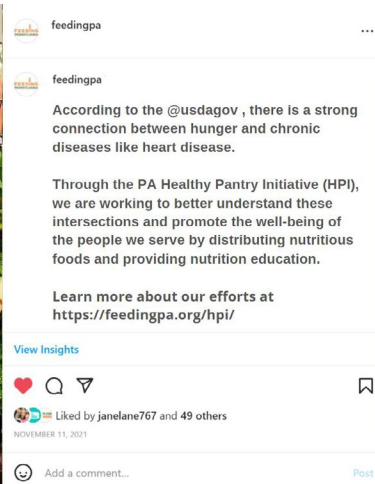 feedingpa
feedingpa
According to the @usdagov , there is a strong
connection between hunger and chronic
diseases like heart disease.
Through the PA Healthy Pantry Initiative (HPI),
we are working to better understand these
intersections and promote the well-being of
the people we serve by distributing nutritious
foods and providing nutrition education.
Learn more about our efforts at
https://feedingpa.org/hpi/
View Insights
Liked by janelane767 and 49 others
NOVEMBER 11, 2021
Add a comment...
Post